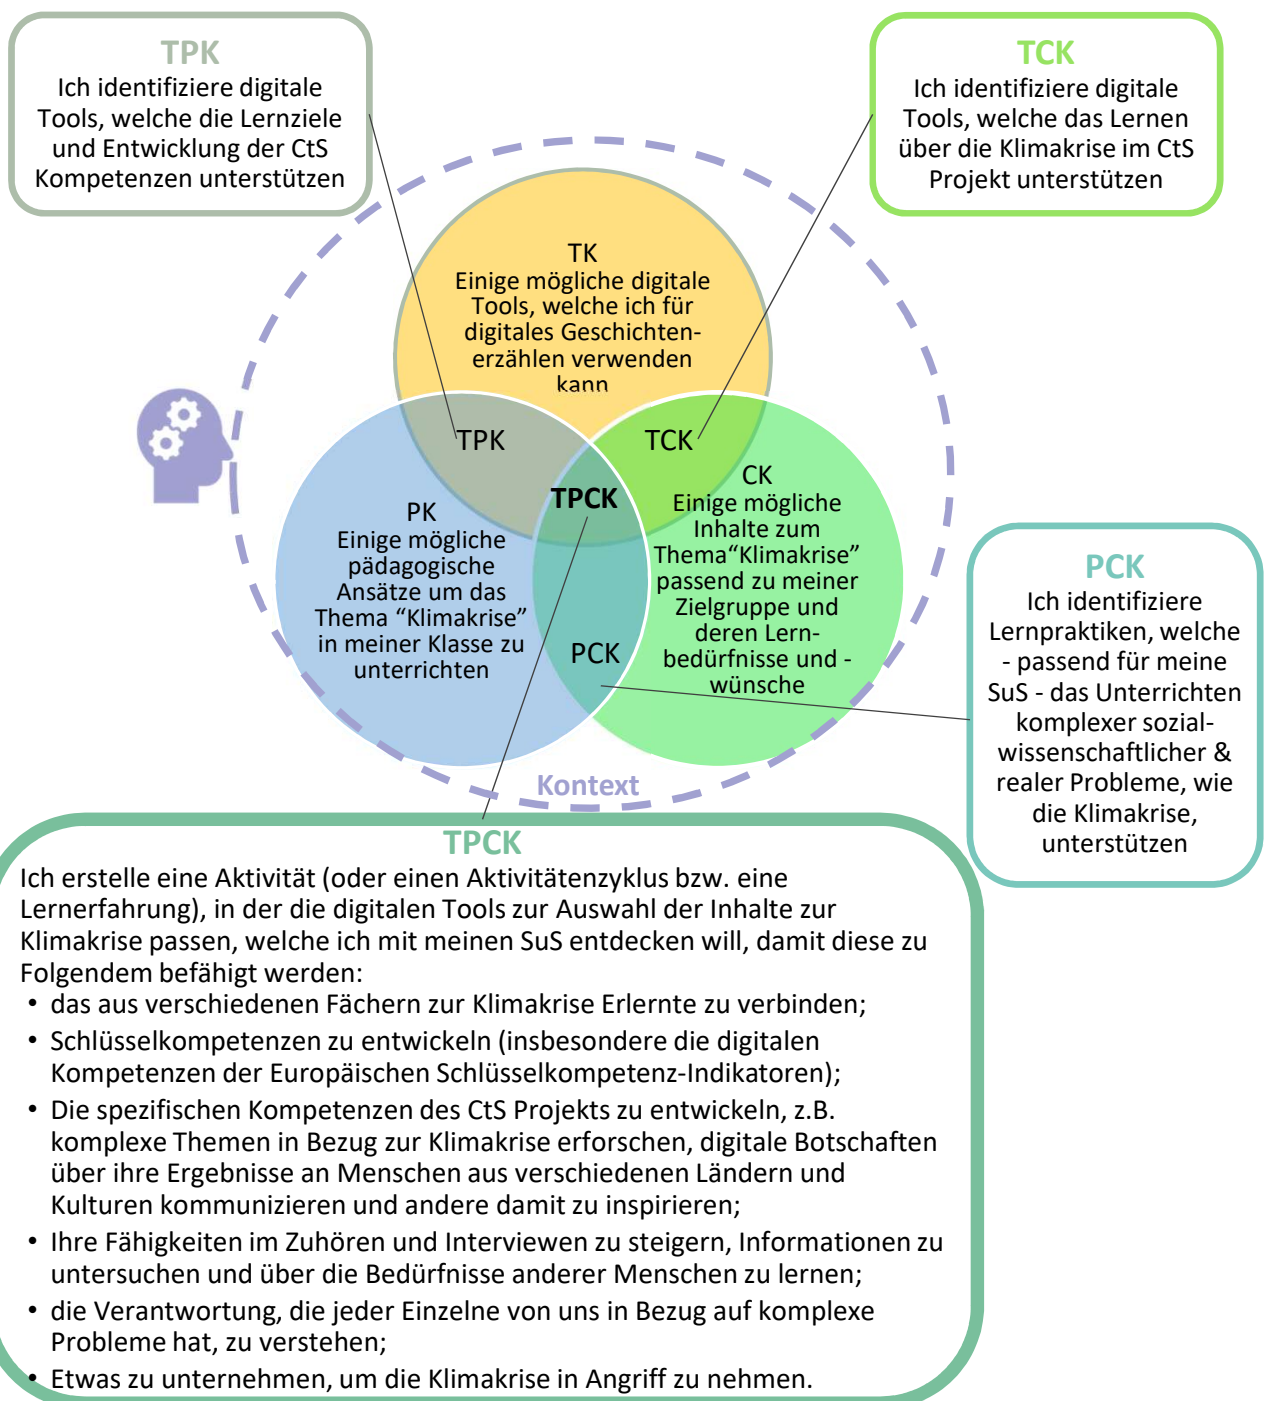 TPK
Ich identifiziere digitale
Tools, welche die Lernziele
und Entwicklung der CtS
Kompetenzen unterstützen
TCK
Ich identifiziere digitale
Tools, welche das Lernen
über die Klimakrise im CtS
Projekt unterstützen
TK
Einige mögliche digitale
Tools, welche ich für
digitales Geschichten-
erzählen verwenden
kann
TPK
TCK
TPCK
PK
Einige mögliche
pädagogische
Ansätze um das
Thema “Klimakrise”
in meiner Klasse zu
unterrichten
CK
Einige mögliche
Inhalte zum
Thema“Klimakrise”
passend zu meiner
Zielgruppe und
deren Lern-
bedürfnisse und -
wünsche
PCK
Kontext
PCK
Ich identifiziere
Lernpraktiken, welche
- passend für meine
SuS - das Unterrichten
komplexer sozial-
wissenschaftlicher &
realer Probleme, wie
die Klimakrise,
unterstützen
TPCK
Ich erstelle eine Aktivität (oder einen Aktivitätenzyklus bzw. eine
Lernerfahrung), in der die digitalen Tools zur Auswahl der Inhalte zur
Klimakrise passen, welche ich mit meinen SuS entdecken will, damit diese zu
Folgendem befähigt werden:
• das aus verschiedenen Fächern zur Klimakrise Erlernte zu verbinden;
• Schlüsselkompetenzen zu entwickeln (insbesondere die digitalen
Kompetenzen der Europäischen Schlüsselkompetenz-Indikatoren);
• Die spezifischen Kompetenzen des CtS Projekts zu entwickeln, z.B.
komplexe Themen in Bezug zur Klimakrise erforschen, digitale Botschaften
über ihre Ergebnisse an Menschen aus verschiedenen Ländern und
Kulturen kommunizieren und andere damit zu inspirieren;
• Ihre Fähigkeiten im Zuhören und Interviewen zu steigern, Informationen zu
untersuchen und über die Bedürfnisse anderer Menschen zu lernen;
• die Verantwortung, die jeder Einzelne von uns in Bezug auf komplexe
Probleme hat, zu verstehen;
• Etwas zu unternehmen, um die Klimakrise in Angriff zu nehmen.